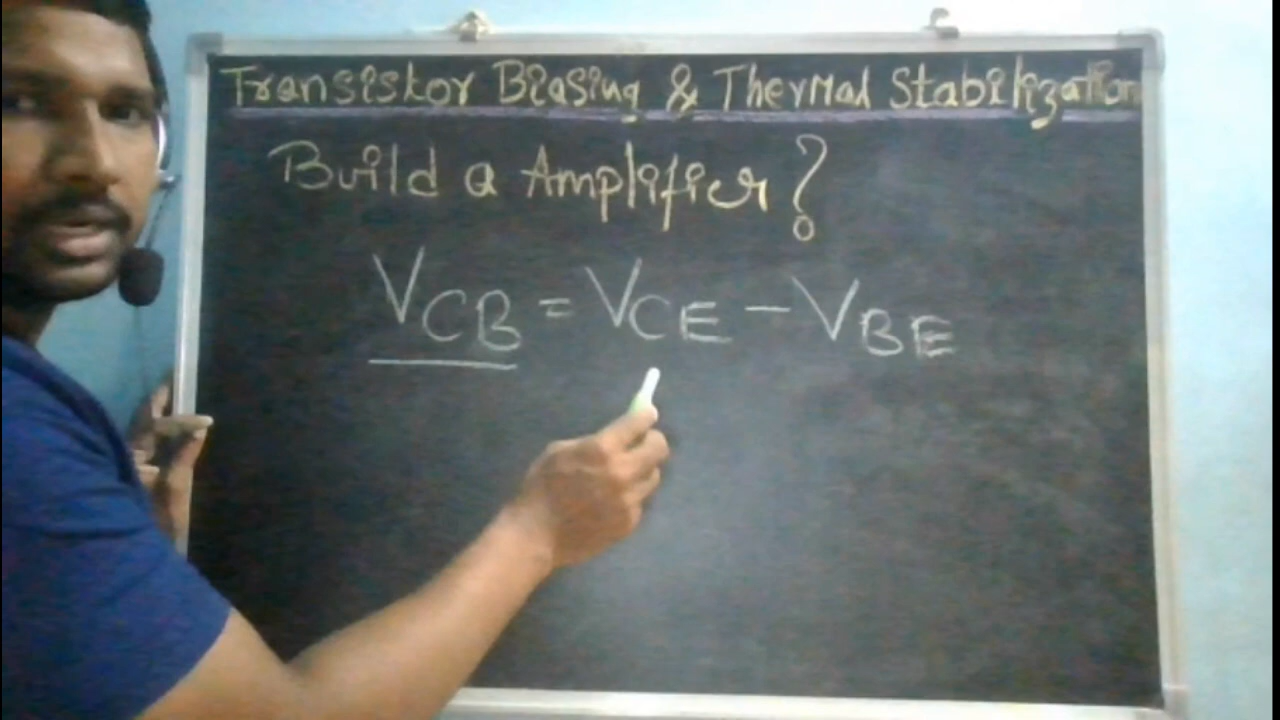 Transistor Biasing & Thermal Stabilization
Build a Amplifier?
VCB = VCE - VBE